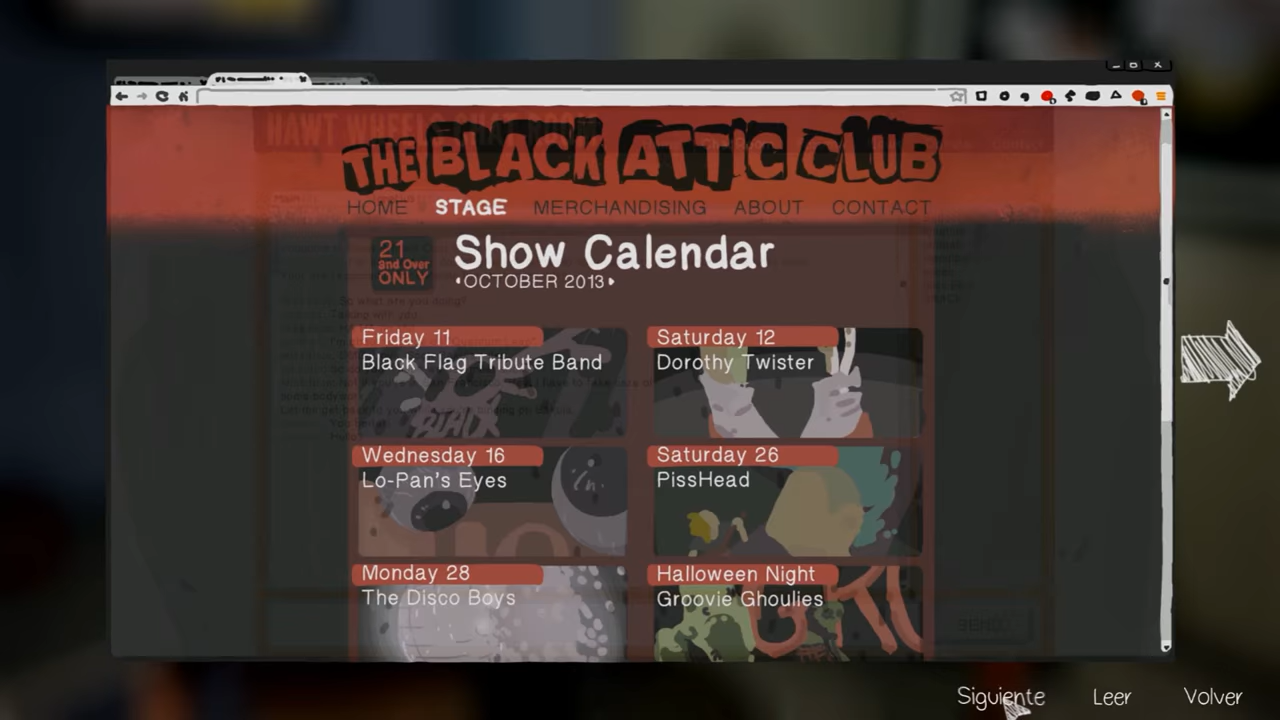 THE BLACK ATTIC CLUB
HOME STAGE MERCHANDISING ABOUT CONTACT
21
and Over
ONLY
Show Calendar
OCTOBER 2013
Friday 11
Black Flag Tribute Band
Saturday 12
Dorothy Twister
Wednesday 16
Lo-Pan's Eyes
Saturday 26
PissHead
Monday 28
The Disco Boys
Halloween Night
Groovie Ghoulies
SEND
Siguiente Leer Volver